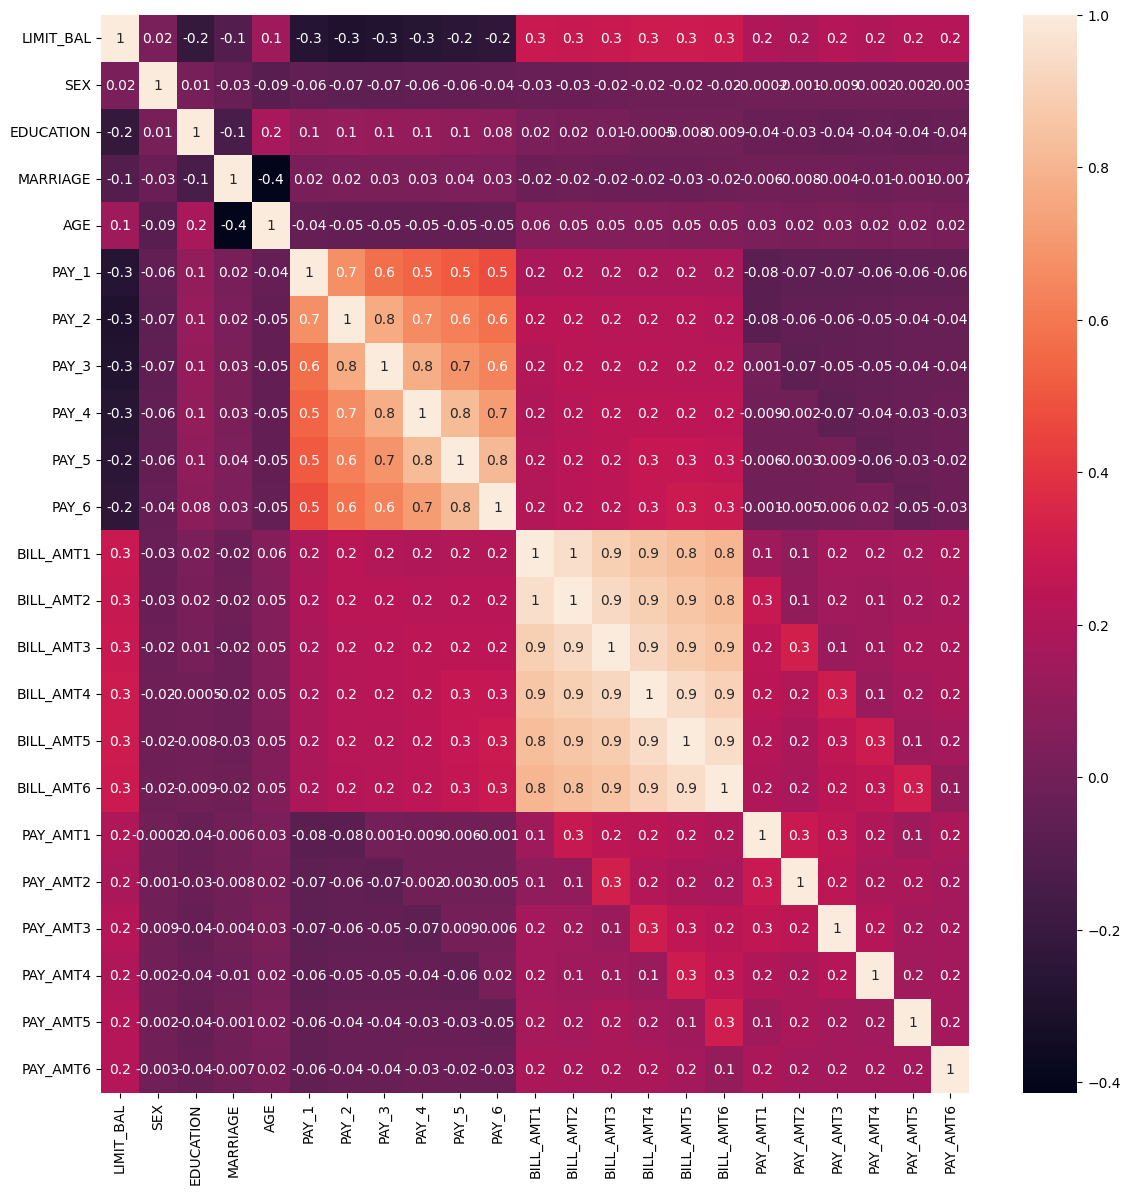 LIMIT_BAL 1 0.02 -0.2 -0.1 0.1 -0.3 -0.3 -0.3 -0.3 -0.2 -0.2 0.3 0.3 0.3 0.3 0.3 0.3 0.2 0.2 0.2 0.2 0.2 0.2
SEX 0.02 1 0.01 -0.03 -0.09 -0.06 -0.07 -0.07 -0.06 -0.06 -0.04 -0.03 -0.03 -0.02 -0.02 -0.02 -0.02 -0.0002 -0.001 -0.009 -0.002 -0.002 -0.003
EDUCATION -0.2 0.01 1 -0.1 0.2 0.1 0.1 0.1 0.1 0.1 0.08 0.02 0.02 0.01 -0.0005 -0.008 -0.009 -0.04 -0.03 -0.04 -0.04 -0.04 -0.04
MARRIAGE -0.1 -0.03 -0.1 1 -0.4 0.02 0.02 0.03 0.03 0.04 0.03 -0.02 -0.02 -0.02 -0.02 -0.03 -0.02 -0.006 -0.008 -0.004 -0.01 -0.001 -0.007
AGE 0.1 -0.09 0.2 -0.4 1 -0.04 -0.05 -0.05 -0.05 -0.05 -0.05 0.06 0.05 0.05 0.05 0.05 0.05 0.03 0.02 0.03 0.02 0.02 0.02
PAY_1 -0.3 -0.06 0.1 0.02 -0.04 1 0.7 0.6 0.5 0.5 0.5 0.2 0.2 0.2 0.2 0.2 0.2 -0.08 -0.07 -0.07 -0.06 -0.06 -0.06
PAY_2 -0.3 -0.07 0.1 0.02 -0.05 0.7 1 0.8 0.7 0.6 0.6 0.2 0.2 0.2 0.2 0.2 0.2 -0.08 -0.06 -0.06 -0.05 -0.04 -0.04
PAY_3 -0.3 -0.07 0.1 0.03 -0.05 0.6 0.8 1 0.8 0.7 0.6 0.2 0.2 0.2 0.2 0.2 0.2 0.001 -0.07 -0.05 -0.05 -0.04 -0.04
PAY_4 -0.3 -0.06 0.1 0.03 -0.05 0.5 0.7 0.8 1 0.8 0.7 0.2 0.2 0.2 0.2 0.2 0.2 -0.009 -0.002 -0.07 -0.04 -0.03 -0.03
PAY_5 -0.2 -0.06 0.1 0.04 -0.05 0.5 0.6 0.7 0.8 1 0.8 0.2 0.2 0.2 0.3 0.3 0.3 -0.006 -0.003 0.009 -0.06 -0.03 -0.02
PAY_6 -0.2 -0.04 0.08 0.03 -0.05 0.5 0.6 0.6 0.7 0.8 1 0.2 0.2 0.2 0.3 0.3 0.3 -0.001 -0.005 0.006 0.02 -0.05 -0.03
BILL_AMT1 0.3 -0.03 0.02 -0.02 0.06 0.2 0.2 0.2 0.2 0.2 0.2 1 1 0.9 0.9 0.8 0.8 0.1 0.1 0.2 0.2 0.2 0.2
BILL_AMT2 0.3 -0.03 0.02 -0.02 0.05 0.2 0.2 0.2 0.2 0.2 0.2 1 1 0.9 0.9 0.9 0.8 0.3 0.1 0.2 0.1 0.2 0.2
BILL_AMT3 0.3 -0.02 0.01 -0.02 0.05 0.2 0.2 0.2 0.2 0.2 0.2 0.9 0.9 1 0.9 0.9 0.9 0.2 0.3 0.1 0.1 0.2 0.2
BILL_AMT4 0.3 -0.02 -0.0005 -0.02 0.05 0.2 0.2 0.2 0.2 0.3 0.3 0.9 0.9 0.9 1 0.9 0.9 0.2 0.2 0.3 0.1 0.2 0.2
BILL_AMT5 0.3 -0.02 -0.008 -0.03 0.05 0.2 0.2 0.2 0.2 0.3 0.3 0.8 0.9 0.9 0.9 1 0.9 0.2 0.2 0.3 0.3 0.1 0.2
BILL_AMT6 0.3 -0.02 -0.009 -0.02 0.05 0.2 0.2 0.2 0.2 0.3 0.3 0.8 0.8 0.9 0.9 0.9 1 0.2 0.2 0.2 0.3 0.3 0.1
PAY_AMT1 0.2 -0.0002 -0.04 -0.006 0.03 -0.08 -0.08 0.001 -0.009 -0.006 -0.001 0.1 0.3 0.2 0.2 0.2 0.2 1 0.3 0.3 0.2 0.1 0.2
PAY_AMT2 0.2 -0.001 -0.03 -0.008 0.02 -0.07 -0.06 -0.07 -0.002 -0.003 -0.005 0.1 0.1 0.3 0.2 0.2 0.2 0.3 1 0.2 0.2 0.2 0.2
PAY_AMT3 0.2 -0.009 -0.04 -0.004 0.03 -0.07 -0.06 -0.05 -0.07 0.009 0.006 0.2 0.2 0.1 0.3 0.3 0.2 0.3 0.2 1 0.2 0.2 0.2
PAY_AMT4 0.2 -0.002 -0.04 -0.01 0.02 -0.06 -0.05 -0.05 -0.04 -0.06 0.02 0.2 0.1 0.1 0.1 0.3 0.3 0.2 0.2 0.2 1 0.2 0.2
PAY_AMT5 0.2 -0.002 -0.04 -0.001 0.02 -0.06 -0.04 -0.04 -0.03 -0.03 -0.05 0.2 0.2 0.2 0.2 0.1 0.3 0.1 0.2 0.2 0.2 1 0.2
PAY_AMT6 0.2 -0.003 -0.04 -0.007 0.02 -0.06 -0.04 -0.04 -0.03 -0.02 -0.03 0.2 0.2 0.2 0.2 0.2 0.1 0.2 0.2 0.2 0.2 0.2 1
LIMIT_BAL SEX EDUCATION MARRIAGE AGE PAY_1 PAY_2 PAY_3 PAY_4 PAY_5 PAY_6 BILL_AMT1 BILL_AMT2 BILL_AMT3 BILL_AMT4 BILL_AMT5 BILL_AMT6 PAY_AMT1 PAY_AMT2 PAY_AMT3 PAY_AMT4 PAY_AMT5 PAY_AMT6
1.0
0.8
0.6
0.4
0.2
0.0
−0.2
−0.4